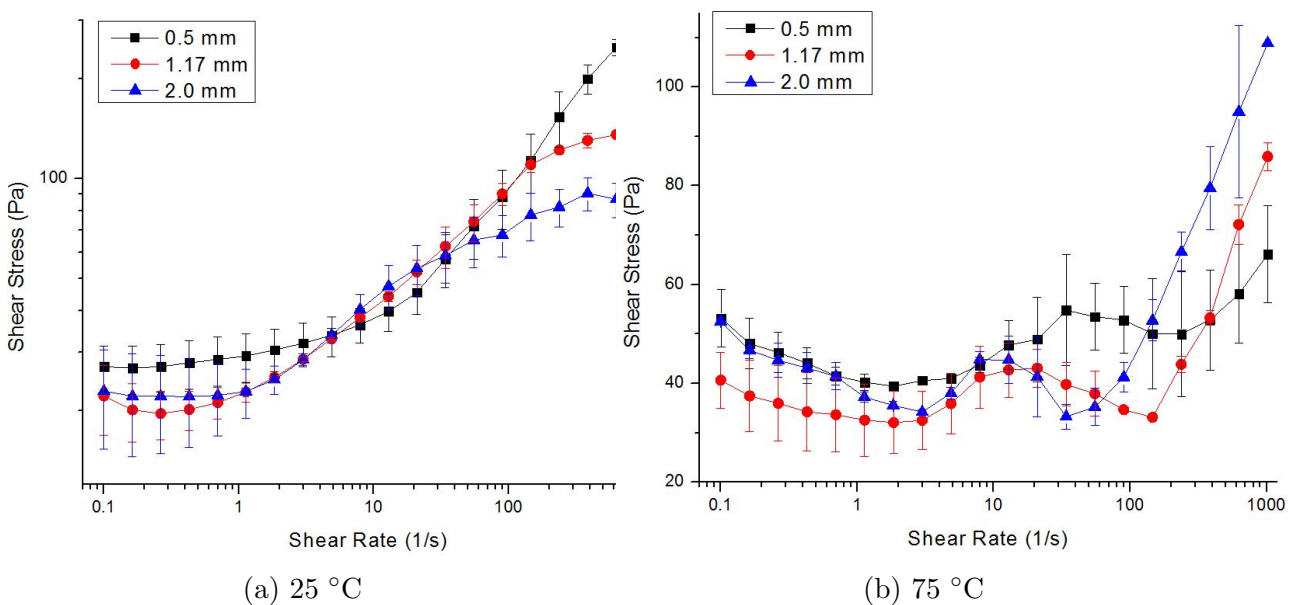 0.5 mm
1.17 mm
2.0 mm
100
Shear Stress (Pa)
0.1 1 10 100
Shear Rate (1/s)
(a) 25 °C
0.5 mm
1.17 mm
2.0 mm
100
80
60
40
20
Shear Stress (Pa)
0.1 1 10 100 1000
Shear Rate (1/s)
(b) 75 °C